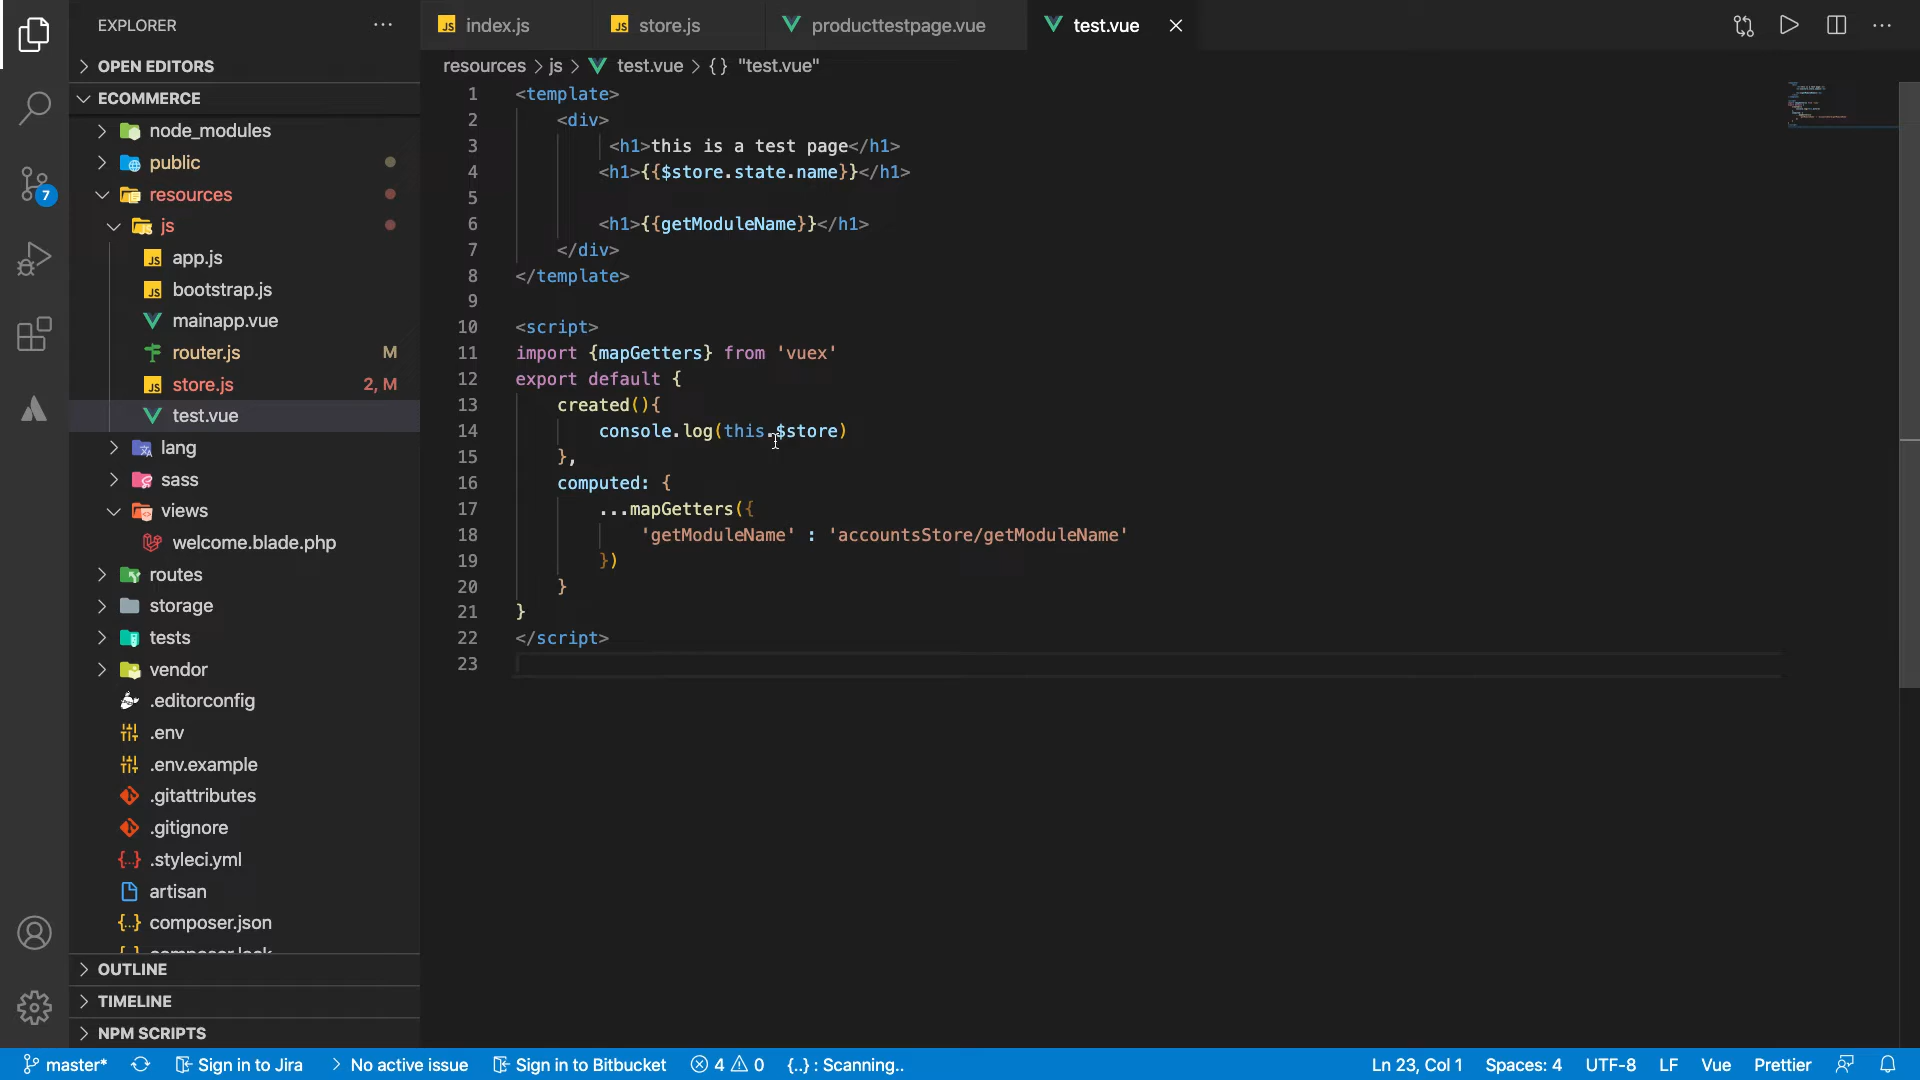 EXPLORER
OPEN EDITORS
ECOMMERCE
node_modules
public
resources
js
app.js
bootstrap.js
mainapp.vue
router.js M
store.js 2, M
test.vue
lang
sass
views
welcome.blade.php
routes
storage
tests
vendor
.editorconfig
.env
.env.example
.gitattributes
.gitignore
.styleci.yml
artisan
composer.json
OUTLINE
TIMELINE
NPM SCRIPTS
7
index.js store.js producttestpage.vue test.vue
resources > js > test.vue > {} "test.vue"
1 <template>
2 <div>
3 <h1>this is a test page</h1>
4 <h1>{{$store.state.name}}</h1>
5
6 <h1>{{getModuleName}}</h1>
7 </div>
8 </template>
9
10 <script>
11 import {mapGetters} from 'vuex'
12 export default {
13 created(){
14 console.log(this.$store)
15 },
16 computed: {
17 ...mapGetters({
18 'getModuleName' : 'accountsStore/getModuleName'
19 })
20 }
21 }
22 </script>
23
master* Sign in to Jira No active issue Sign in to Bitbucket 4 0 {..} : Scanning.. Ln 23, Col 1 Spaces: 4 UTF-8 LF Vue Prettier